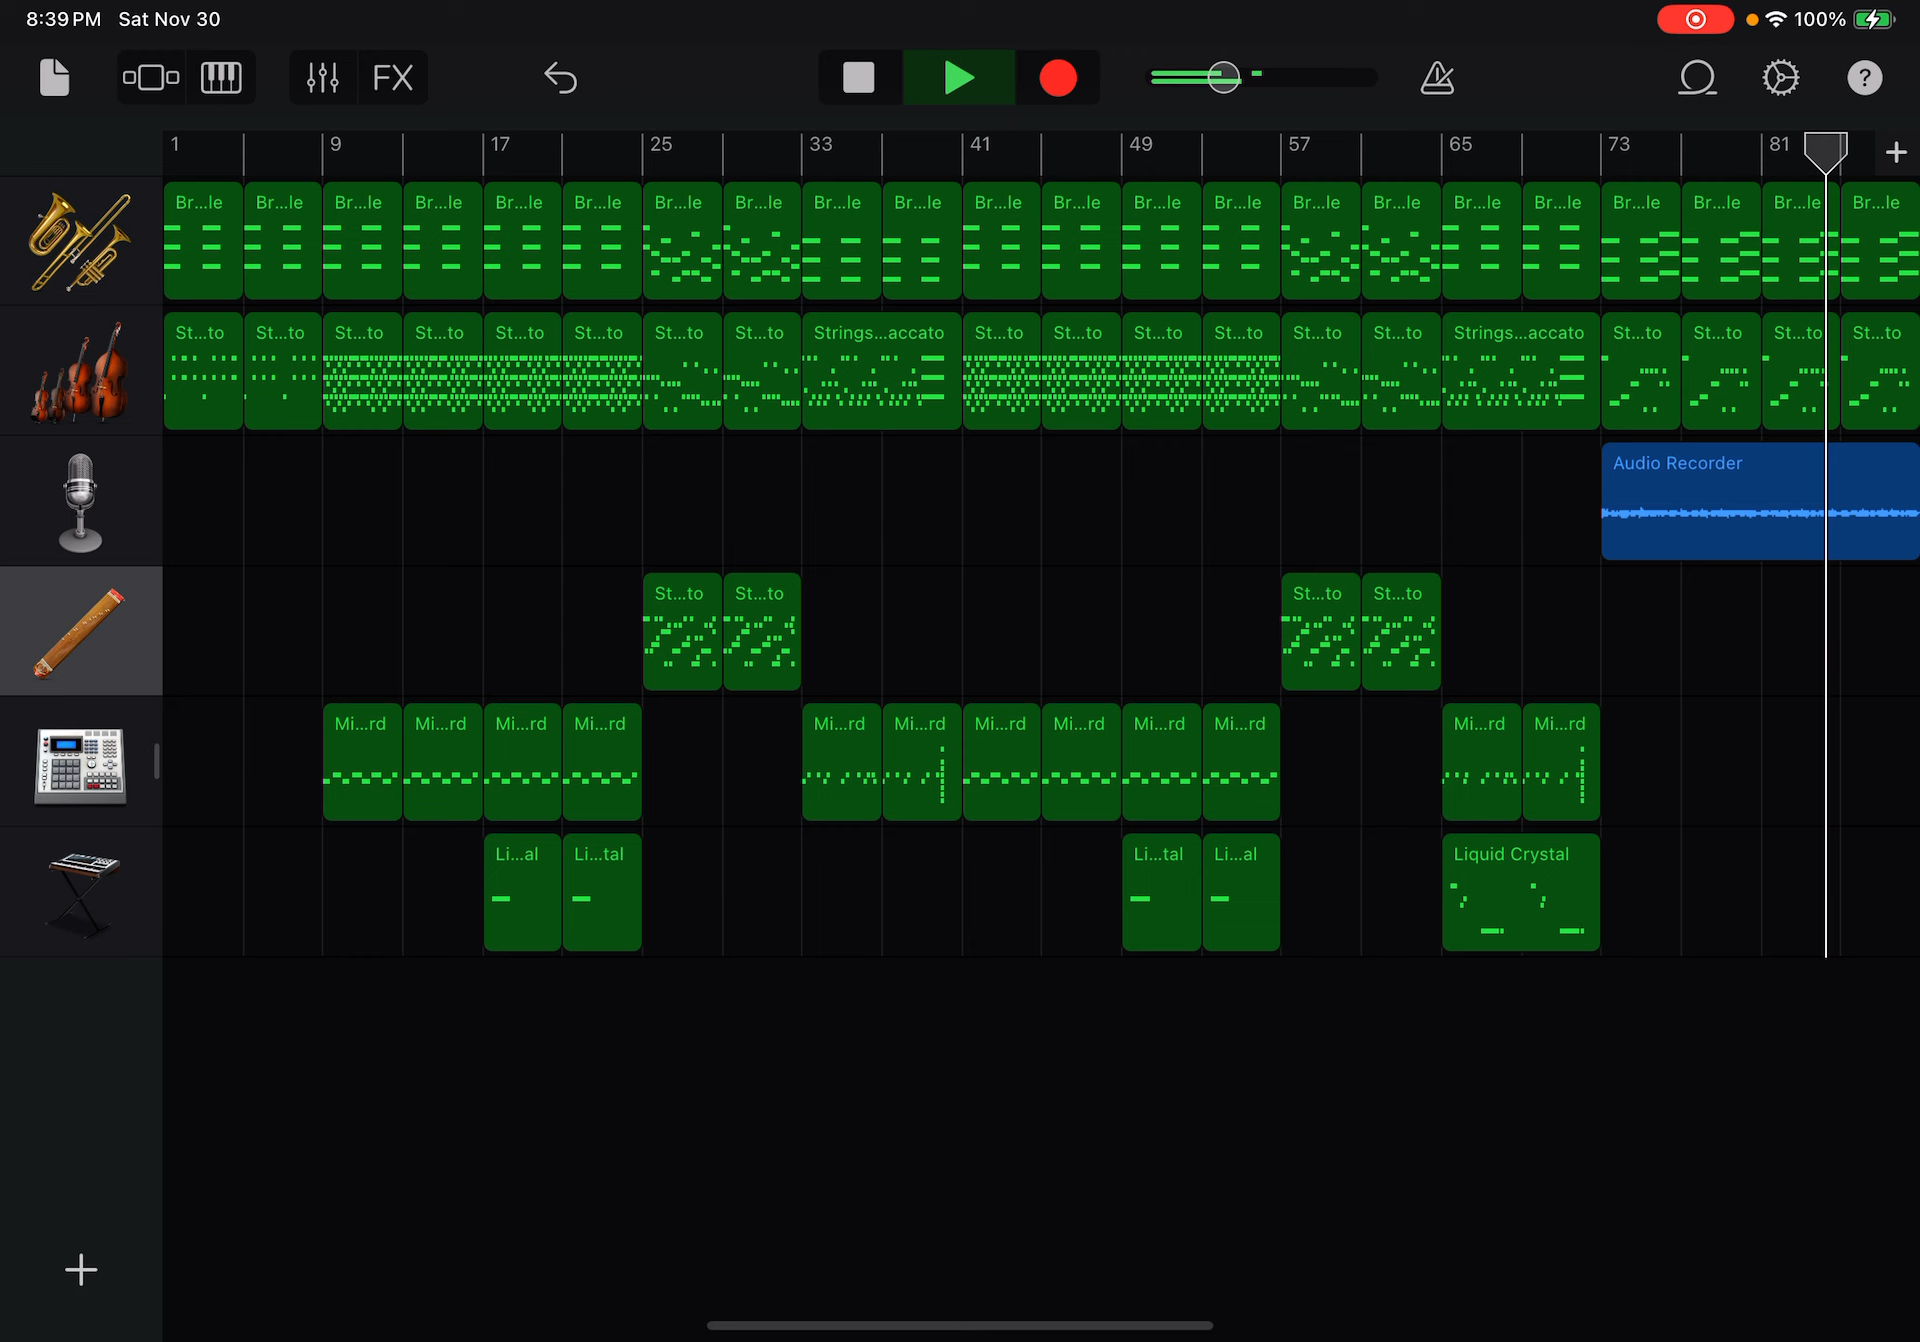 8:39 PM Sat Nov 30 100%
FX ?
1 9 17 25 33 41 49 57 65 73 81 +
Br...le Br...le Br...le Br...le Br...le Br...le Br...le Br...le Br...le Br...le Br...le Br...le Br...le Br...le Br...le Br...le Br...le Br...le Br...le Br...le Br...le Br...le
St...to St...to St...to St...to St...to St...to St...to St...to Strings...accato St...to St...to St...to St...to St...to St...to Strings...accato St...to St...to St...to St...to
Audio Recorder
St...to St...to St...to St...to
Mi...rd Mi...rd Mi...rd Mi...rd Mi...rd Mi...rd Mi...rd Mi...rd Mi...rd Mi...rd Mi...rd Mi...rd
Li...al Li...tal Li...tal Li...al Liquid Crystal
+